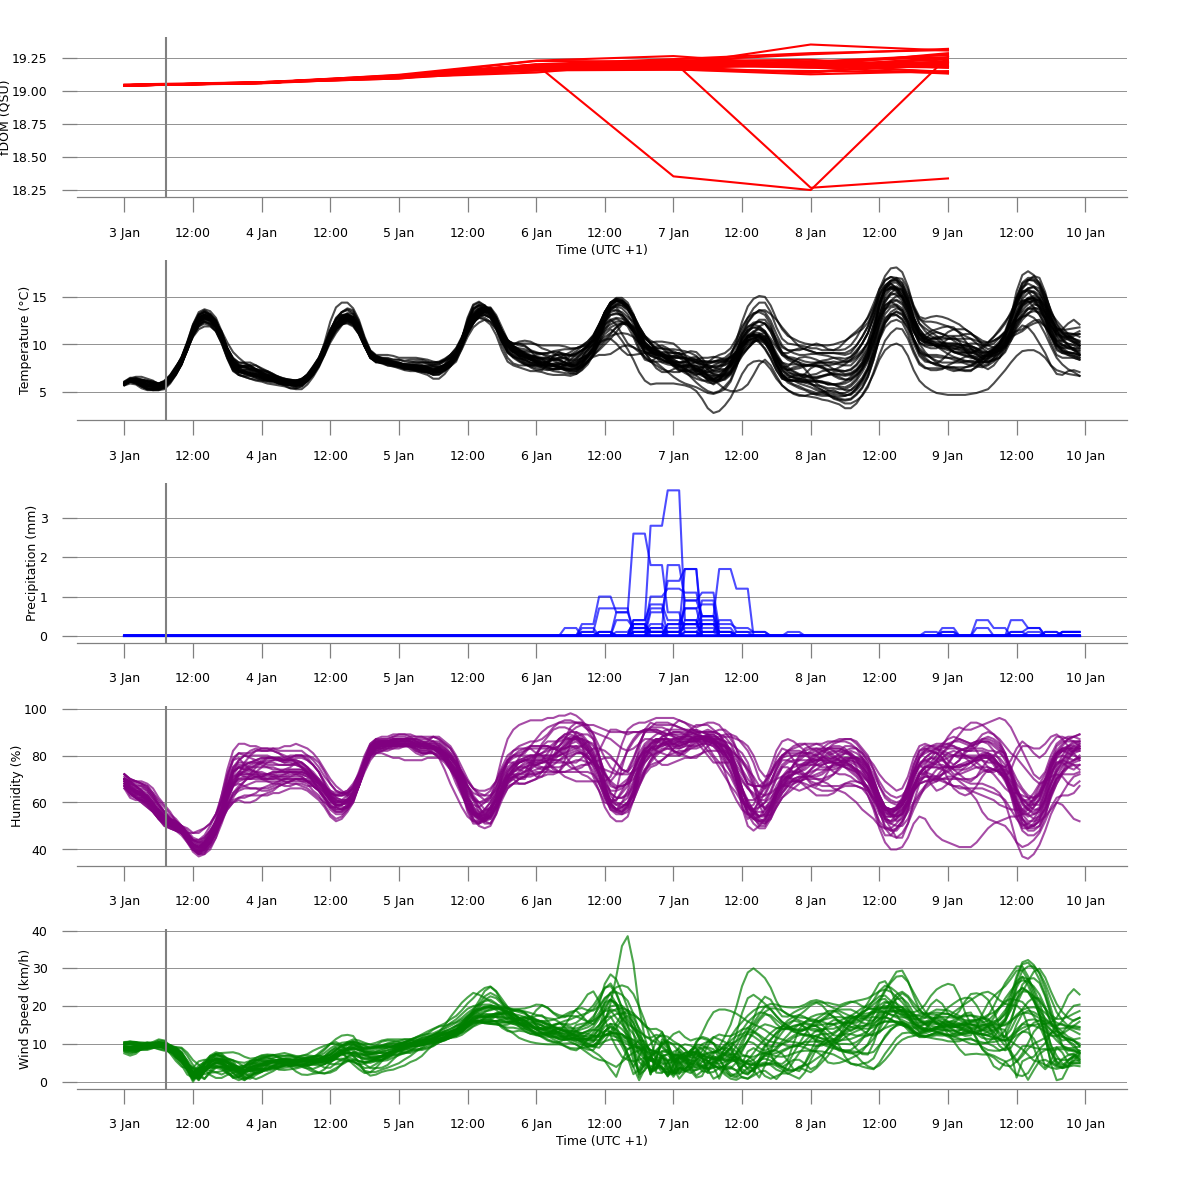 19.25
19.00
18.75
18.50
18.25
fDOM (QSU)
3 Jan 12:00 4 Jan 12:00 5 Jan 12:00 6 Jan 12:00 7 Jan 12:00 8 Jan 12:00 9 Jan 12:00 10 Jan
Time (UTC +1)
15
10
5
Temperature (°C)
3 Jan 12:00 4 Jan 12:00 5 Jan 12:00 6 Jan 12:00 7 Jan 12:00 8 Jan 12:00 9 Jan 12:00 10 Jan
3
2
1
0
Precipitation (mm)
3 Jan 12:00 4 Jan 12:00 5 Jan 12:00 6 Jan 12:00 7 Jan 12:00 8 Jan 12:00 9 Jan 12:00 10 Jan
100
80
60
40
Humidity (%)
3 Jan 12:00 4 Jan 12:00 5 Jan 12:00 6 Jan 12:00 7 Jan 12:00 8 Jan 12:00 9 Jan 12:00 10 Jan
40
30
20
10
0
Wind Speed (km/h)
3 Jan 12:00 4 Jan 12:00 5 Jan 12:00 6 Jan 12:00 7 Jan 12:00 8 Jan 12:00 9 Jan 12:00 10 Jan
Time (UTC +1)